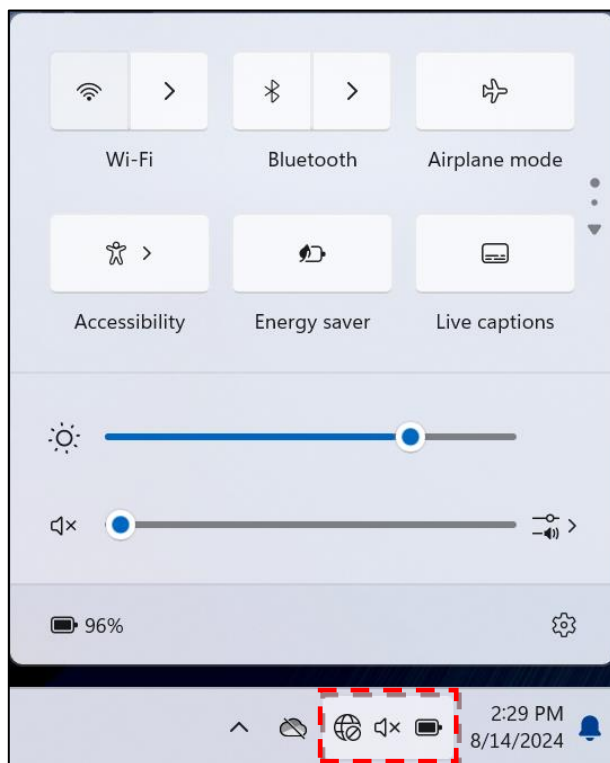 Wi-Fi Bluetooth Airplane mode
Accessibility Energy saver Live captions
96%
2:29 PM
8/14/2024